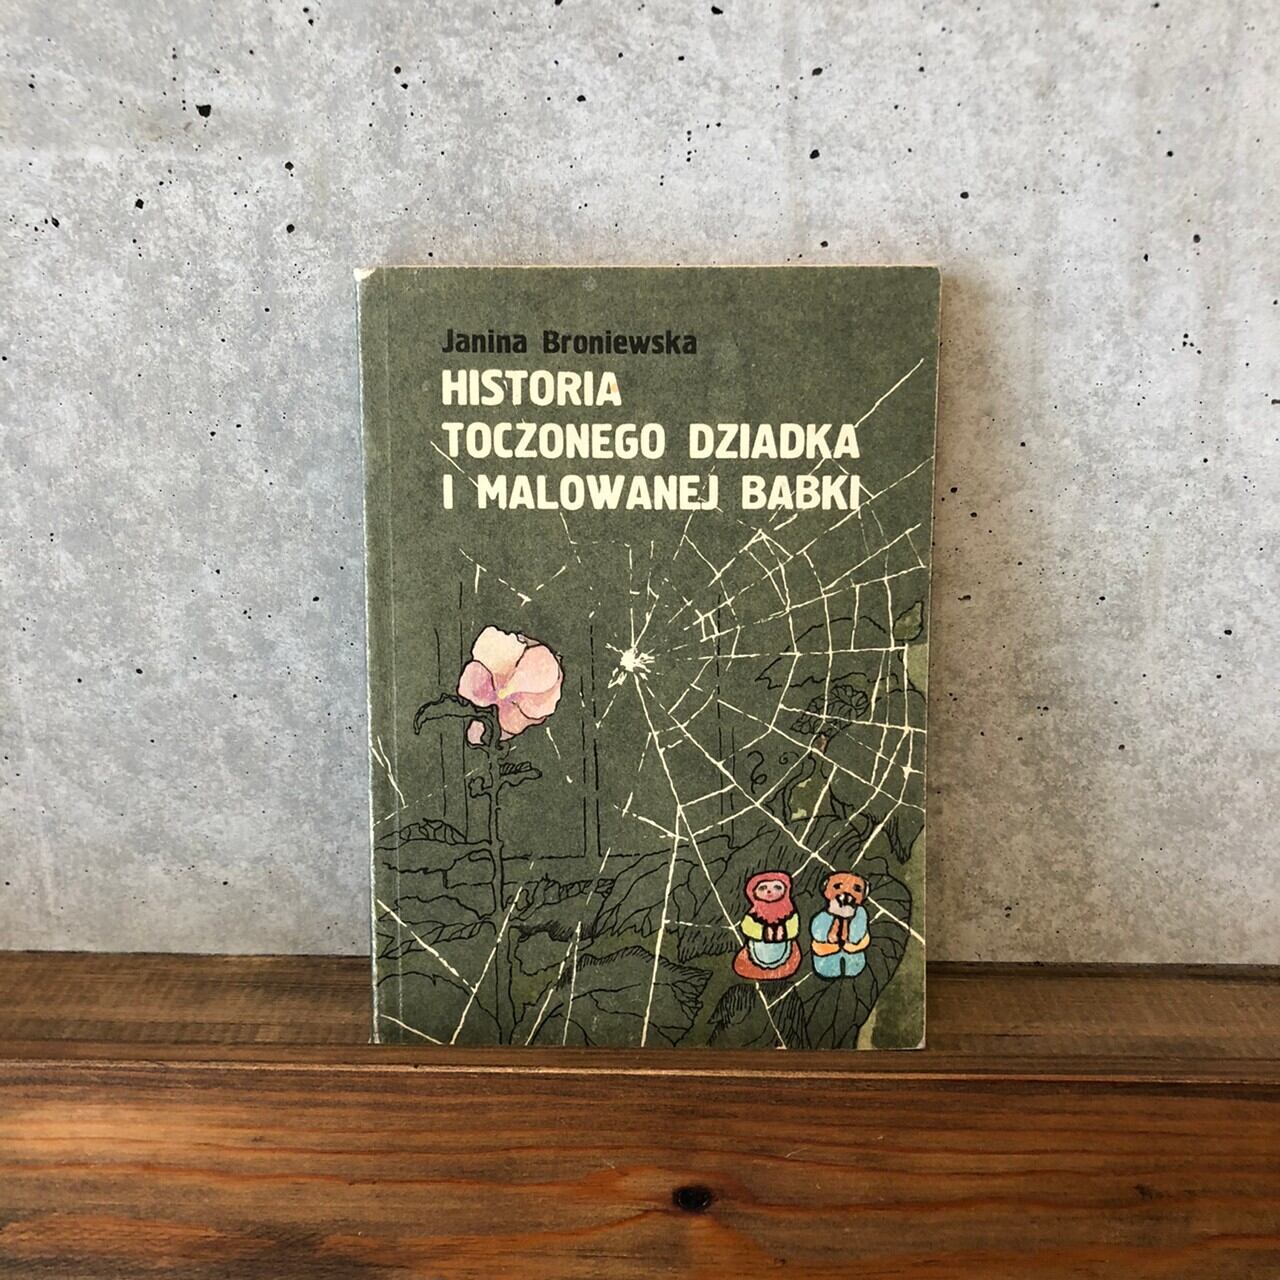 Janina Broniewska
HISTORIA
TOCZONEGO DZIADKA
I MALOWANEJ BABKI